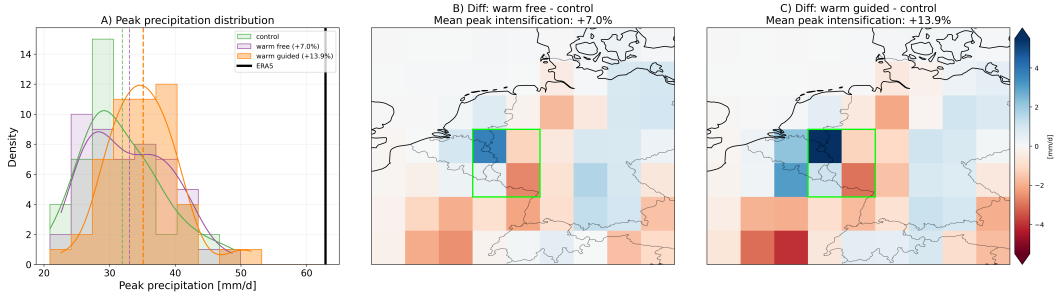 A) Peak precipitation distribution
control
warm free (+7.0%)
warm guided (+13.9%)
ERA5
Density
14
12
10
8
6
4
2
0
20
30
40
50
60
Peak precipitation [mm/d]
B) Diff: warm free - control
Mean peak intensification: +7.0%
C) Diff: warm guided - control
Mean peak intensification: +13.9%
4
2
0
−2
−4
[mm/d]